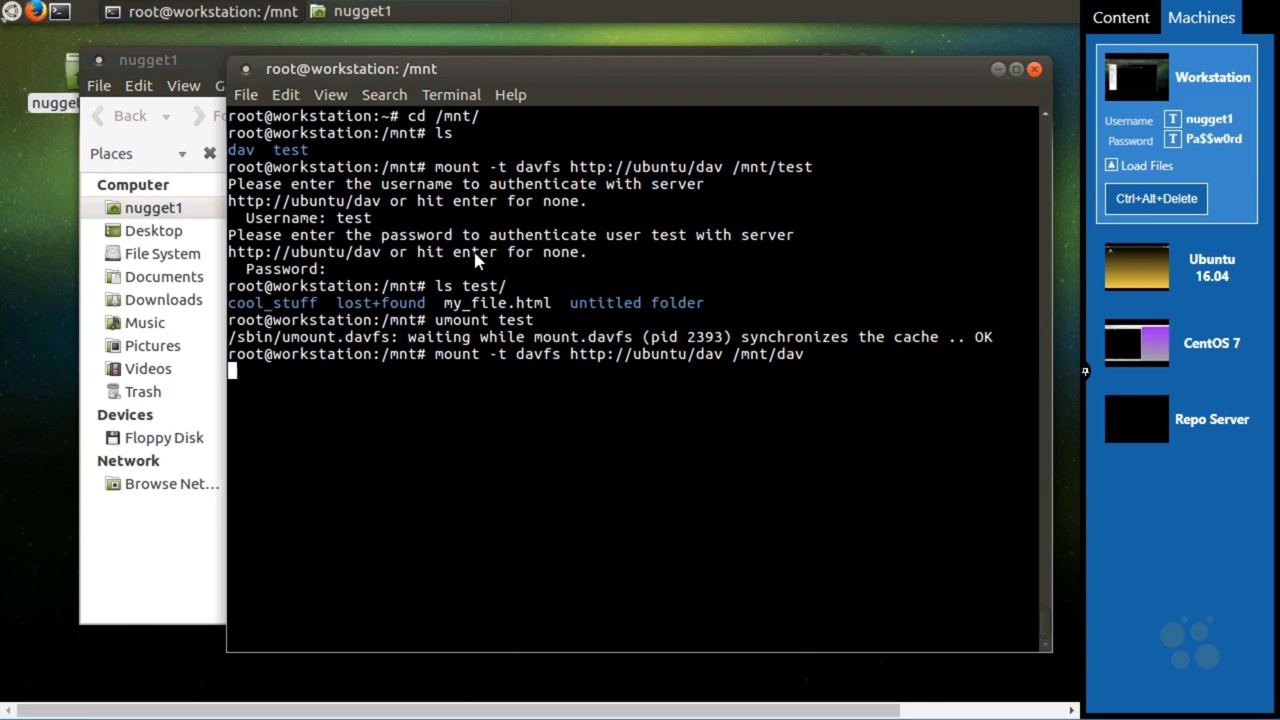 root@workstation: /mnt
nugget1
Content
Machines
nugget1
File Edit View G
Back
Fo
Places
Computer
nugget1
Desktop
File System
Documents
Downloads
Music
Pictures
Videos
Trash
Devices
Floppy Disk
Network
Browse Net...
nugget
root@workstation: /mnt
File Edit View Search Terminal Help
root@workstation:~# cd /mnt/
root@workstation:/mnt# ls
dav  test
root@workstation:/mnt# mount -t davfs http://ubuntu/dav /mnt/test
Please enter the username to authenticate with server
http://ubuntu/dav or hit enter for none.
  Username: test
Please enter the password to authenticate user test with server
http://ubuntu/dav or hit enter for none.
  Password:
root@workstation:/mnt# ls test/
cool_stuff  lost+found  my_file.html  untitled folder
root@workstation:/mnt# umount test
/sbin/umount.davfs: waiting while mount.davfs (pid 2393) synchronizes the cache .. OK
root@workstation:/mnt# mount -t davfs http://ubuntu/dav /mnt/dav
Workstation
Username T nugget1
Password T Pa$$w0rd
Load Files
Ctrl+Alt+Delete
Ubuntu
16.04
CentOS 7
Repo Server